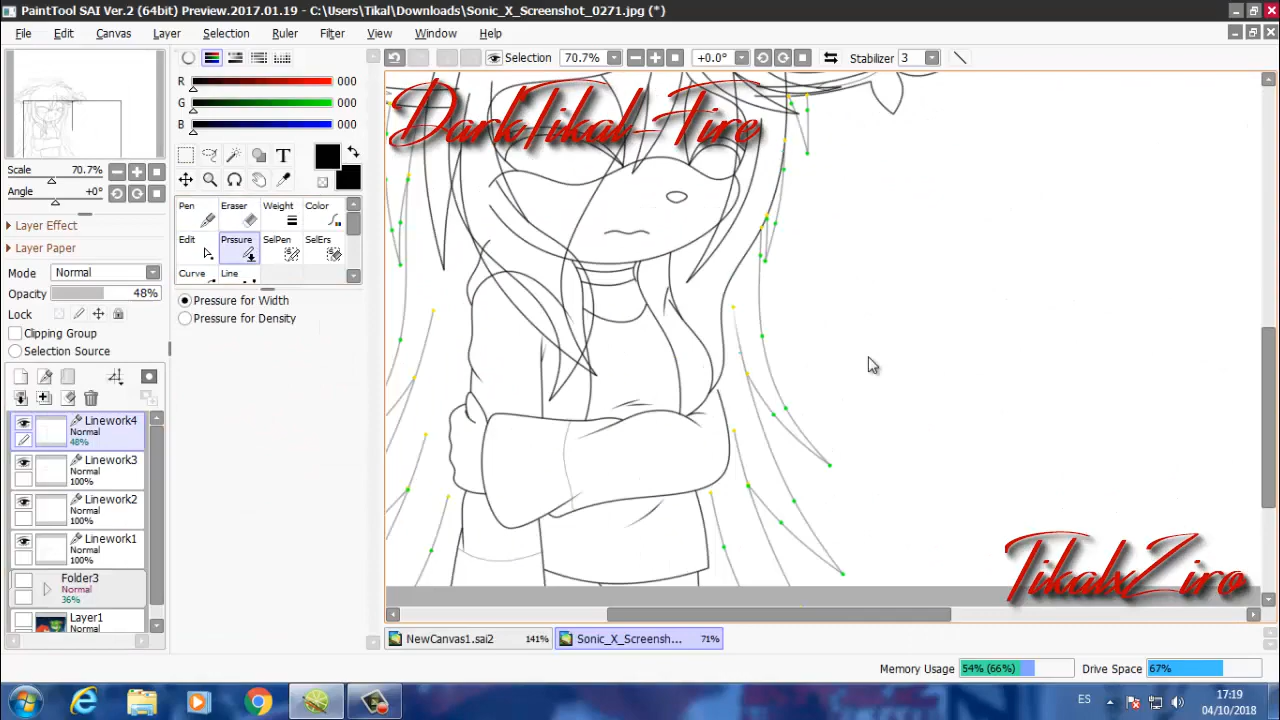 PaintTool SAI Ver.2 (64bit) Preview.2017.01.19 - C:\Users\Tikal\Downloads\Sonic_X_Screenshot_0271.jpg (*)
File Edit Canvas Layer Selection Ruler Filter View Window Help
Selection 70.7% +0.0° Stabilizer 3
R 000
G 000
B 000
Scale 70.7%
Angle +0°
Layer Effect
Layer Paper
Mode Normal
Opacity 48%
Lock
Clipping Group
Selection Source
T
Pen Eraser Weight Color
Edit Prssure SelPen SelErs
Curve Line
Pressure for Width
Pressure for Density
Linework4
Normal
48%
Linework3
Normal
100%
Linework2
Normal
100%
Linework1
Normal
100%
Folder3
Normal
36%
Layer1
Normal
DarkTikal-Fire
TikalxZiro
NewCanvas1.sai2 141% Sonic_X_Screensh... 71%
Memory Usage 54% (66%) Drive Space 67%
ES 17:19
04/10/2018